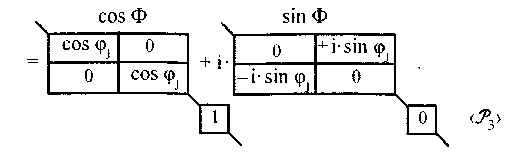 cos Φ sin Φ
cos φj 0 0 +i·sin φj
= + i· .
0 cos φj −i·sin φj 0
1 0 ‹𝒫₃›